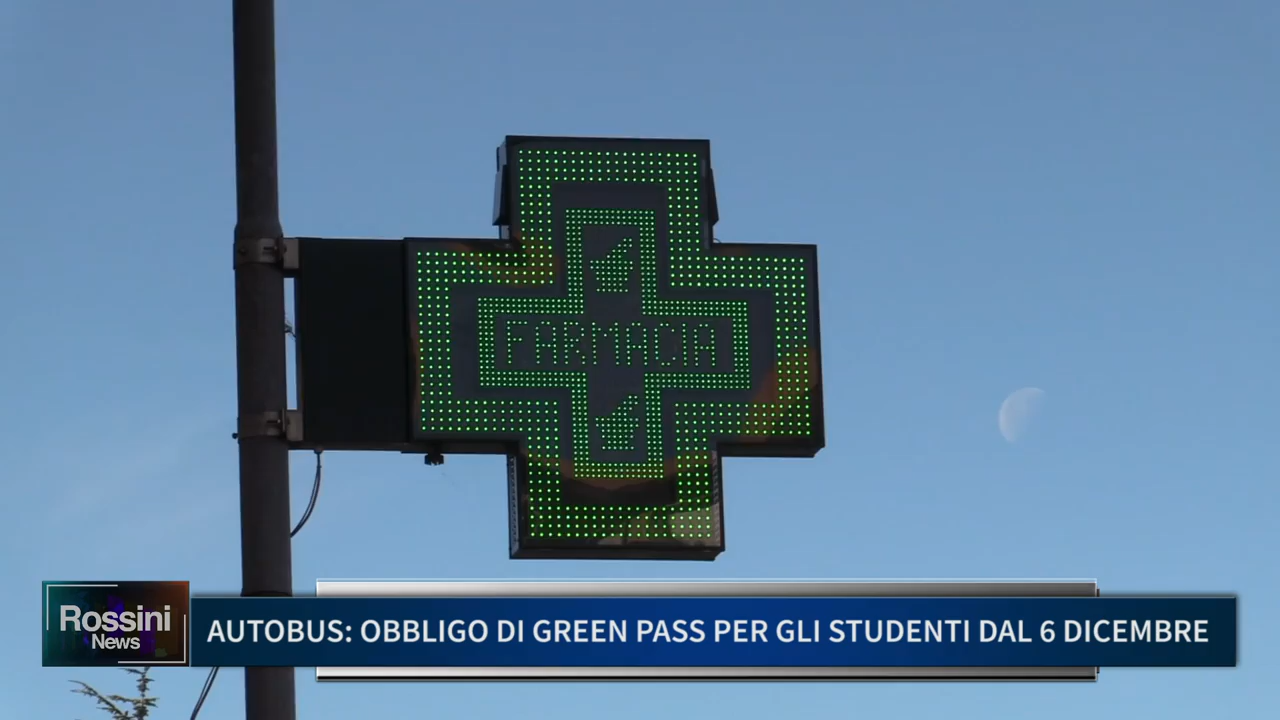 FARMACIA
Rossini
News
AUTOBUS: OBBLIGO DI GREEN PASS PER GLI STUDENTI DAL 6 DICEMBRE